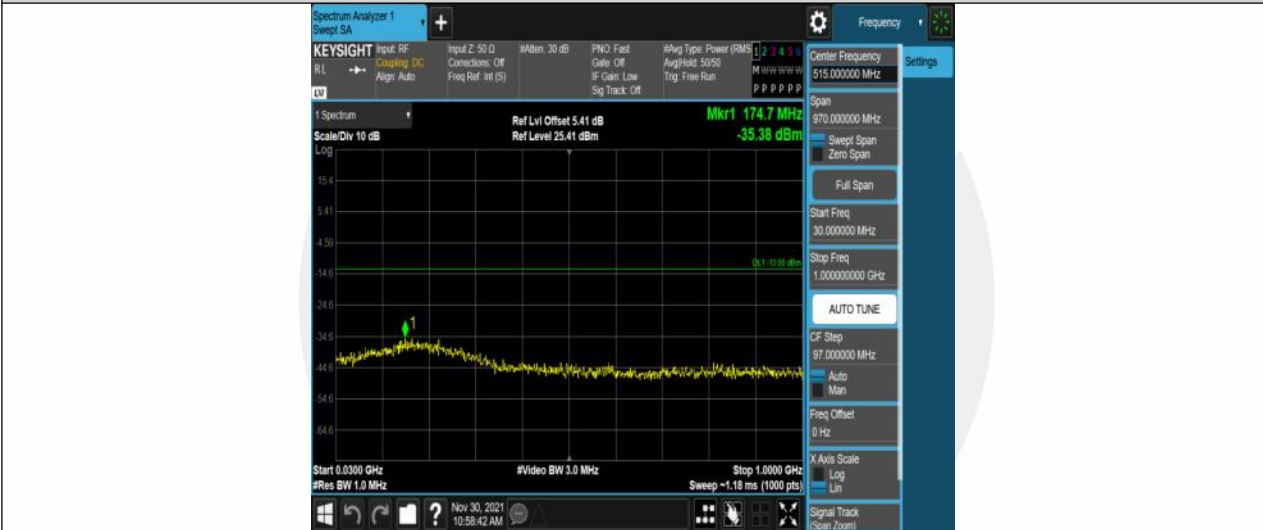 Spectrum Analyzer 1
Swept SA
+
Frequency
KEYSIGHT
RL
Input: RF
Coupling: DC
Align: Auto
Input Z: 50 Ω
Corrections: Off
Freq Ref: Int (S)
#Atten: 30 dB
PNO: Fast
Gate: Off
IF Gain: Low
Sig Track: Off
#Avg Type: Power (RMS
Avg|Hold: 50/50
Trig: Free Run
1 2 3 4 5 6
M W W W W W
P P P P P P
LV
1 Spectrum
Scale/Div 10 dB
Log
Ref Lvl Offset 5.41 dB
Ref Level 25.41 dBm
Mkr1 174.7 MHz
-35.38 dBm
15.4
5.41
-4.59
DL1 -13.00 dBm
-14.6
-24.6
1
-34.6
-44.6
-54.6
-64.6
Start 0.0300 GHz
#Res BW 1.0 MHz
#Video BW 3.0 MHz
Stop 1.0000 GHz
Sweep ~1.18 ms (1000 pts)
Center Frequency
515.000000 MHz
Settings
Span
970.000000 MHz
Swept Span
Zero Span
Full Span
Start Freq
30.000000 MHz
Stop Freq
1.000000000 GHz
AUTO TUNE
CF Step
97.000000 MHz
Auto
Man
Freq Offset
0 Hz
X Axis Scale
Log
Lin
Signal Track
(Span Zoom)
?
Nov 30, 2021
10:58:42 AM